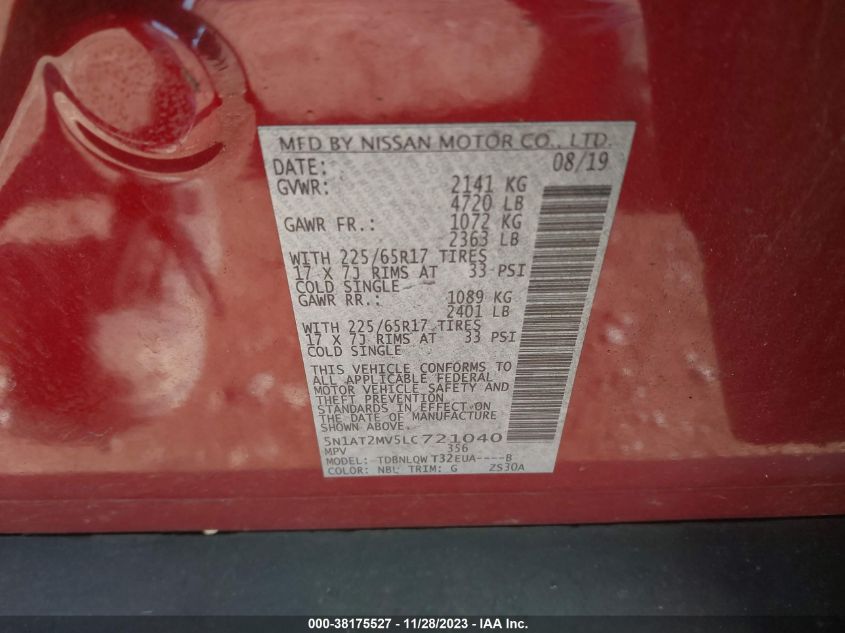 MFD BY NISSAN MOTOR CO., LTD.
DATE: 08/19
GVWR: 2141 KG
4720 LB
GAWR FR.: 1072 KG
2363 LB
WITH 225/65R17 TIRES
17 X 7J RIMS AT 33 PSI
COLD SINGLE
GAWR RR.: 1089 KG
2401 LB
WITH 225/65R17 TIRES
17 X 7J RIMS AT 33 PSI
COLD SINGLE
THIS VEHICLE CONFORMS TO
ALL APPLICABLE FEDERAL
MOTOR VEHICLE SAFETY AND
THEFT PREVENTION
STANDARDS IN EFFECT ON
THE DATE OF MANUFACTURE
SHOWN ABOVE.
5N1AT2MV5LC721040
MPV 356
MODEL: TDBNLQW T32EUA----B
COLOR: NBL TRIM: G ZS30A
000-38175527 - 11/28/2023 - IAA Inc.